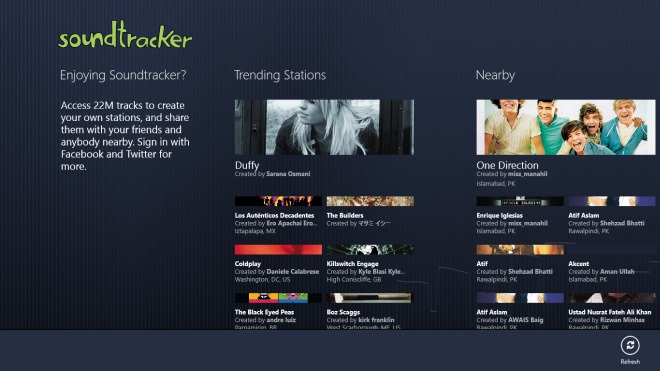 soundtracker
Enjoying Soundtracker?
Access 22M tracks to create
your own stations, and share
them with your friends and
anybody nearby. Sign in with
Facebook and Twitter for
more.
Trending Stations
Duffy
Created by Sarana Osmani
Los Auténticos Decadentes
Created by Ero Apachai Ero...
Iztapalapa, MX
The Builders
Created by マサミ イシー
Coldplay
Created by Daniele Calabrese
Washington, DC, US
Killswitch Engage
Created by Kyle Blasi Kyle...
High Coniscliffe, GB
The Black Eyed Peas
Created by andre luiz
Parnamirim, BR
Boz Scaggs
Created by kirk franklin
West Scarborough, ME, US
Nearby
One Direction
Created by miss_manahil
Islamabad, PK
Enrique Iglesias
Created by miss_manahil
Islamabad, PK
Atif Aslam
Created by Shehzad Bhatti
Rawalpindi, PK
Atif
Created by Shehzad Bhatti
Rawalpindi, PK
Akcent
Created by Aman Ullah
Islamabad, PK
Atif Aslam
Created by AWAIS Baig
Rawalpindi, PK
Ustad Nusrat Fateh Ali Khan
Created by Rizwan Minhas
Rawalpindi, PK
Refresh